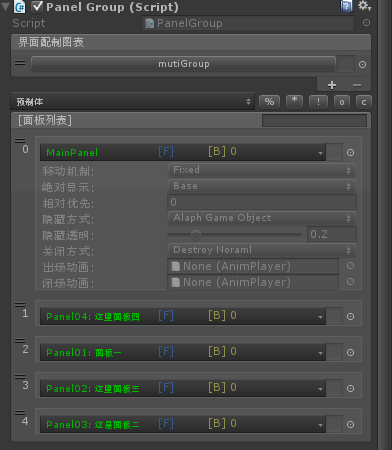 Panel Group (Script)
Script PanelGroup
界面配制图表
mutiGroup
+ −
预制体 % * ! o c
[面板列表]
0 MainPanel [F] [B] 0
移动机制: Fixed
绝对显示: Base
相对优先: 0
隐藏方式: Alaph Game Object
隐藏透明: 0.2
关闭方式: Destroy Noraml
出场动画: None (AnimPlayer)
闭场动画: None (AnimPlayer)
1 Panel04: 这里面板四 [F] [B] 0
2 Panel01: 面板一 [F] [B] 0
3 Panel02: 这里面板三 [F] [B] 0
4 Panel03: 这是面板二 [F] [B] 0